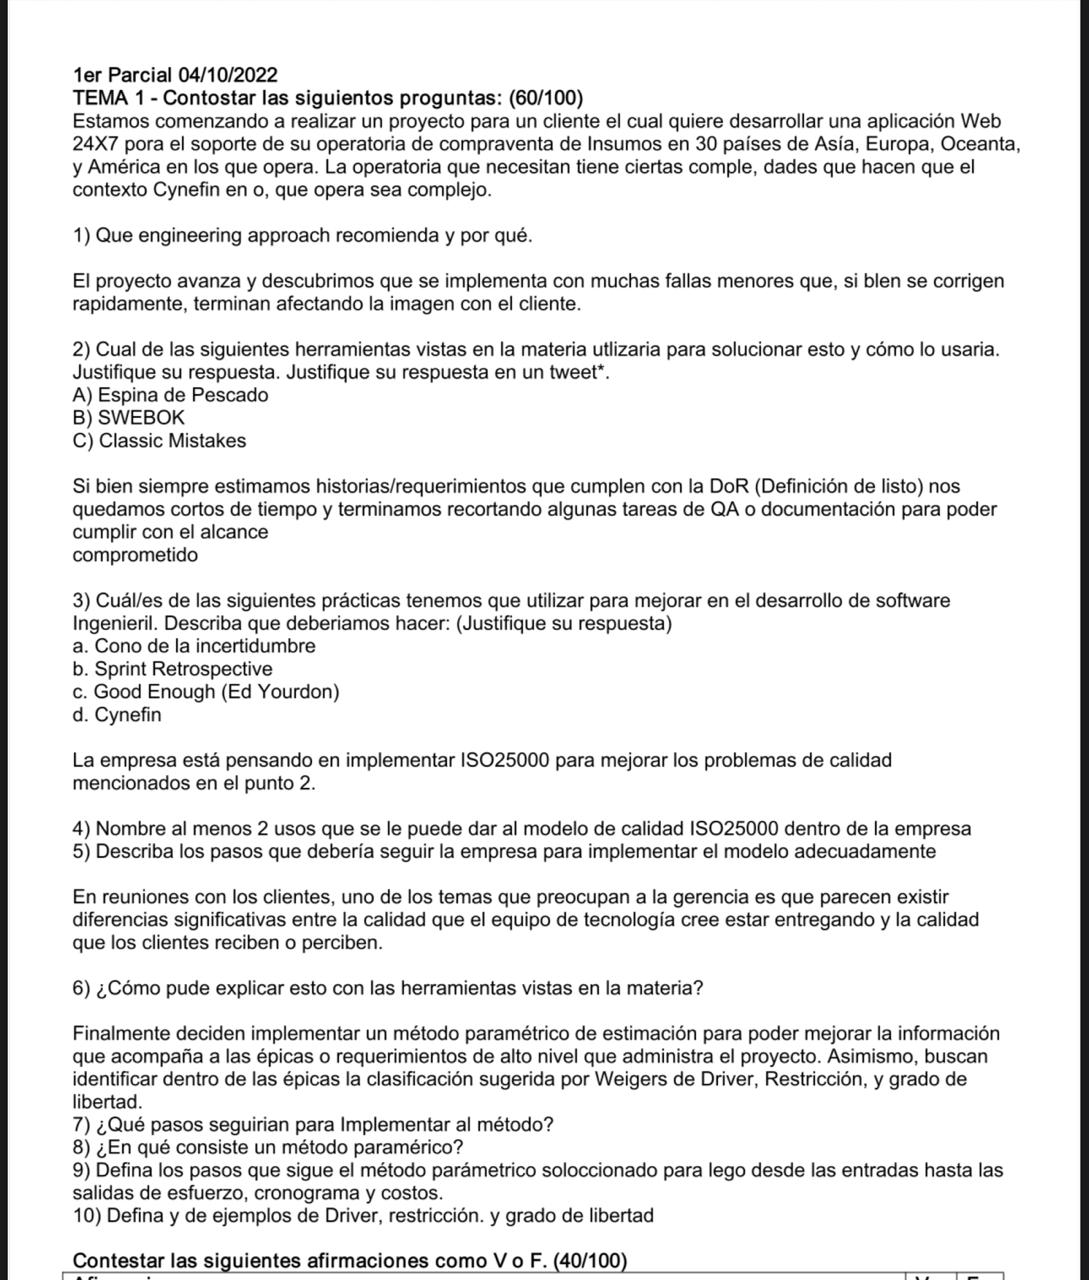 1er Parcial 04/10/2022
TEMA 1 - Contostar las siguientos proguntas: (60/100)
Estamos comenzando a realizar un proyecto para un cliente el cual quiere desarrollar una aplicación Web
24X7 pora el soporte de su operatoria de compraventa de Insumos en 30 países de Asía, Europa, Oceanta,
y América en los que opera. La operatoria que necesitan tiene ciertas comple, dades que hacen que el
contexto Cynefin en o, que opera sea complejo.
1) Que engineering approach recomienda y por qué.
El proyecto avanza y descubrimos que se implementa con muchas fallas menores que, si blen se corrigen
rapidamente, terminan afectando la imagen con el cliente.
2) Cual de las siguientes herramientas vistas en la materia utlizaria para solucionar esto y cómo lo usaria.
Justifique su respuesta. Justifique su respuesta en un tweet*.
A) Espina de Pescado
B) SWEBOK
C) Classic Mistakes
Si bien siempre estimamos historias/requerimientos que cumplen con la DoR (Definición de listo) nos
quedamos cortos de tiempo y terminamos recortando algunas tareas de QA o documentación para poder
cumplir con el alcance
comprometido
3) Cuál/es de las siguientes prácticas tenemos que utilizar para mejorar en el desarrollo de software
Ingenieril. Describa que deberiamos hacer: (Justifique su respuesta)
a. Cono de la incertidumbre
b. Sprint Retrospective
c. Good Enough (Ed Yourdon)
d. Cynefin
La empresa está pensando en implementar ISO25000 para mejorar los problemas de calidad
mencionados en el punto 2.
4) Nombre al menos 2 usos que se le puede dar al modelo de calidad ISO25000 dentro de la empresa
5) Describa los pasos que debería seguir la empresa para implementar el modelo adecuadamente
En reuniones con los clientes, uno de los temas que preocupan a la gerencia es que parecen existir
diferencias significativas entre la calidad que el equipo de tecnología cree estar entregando y la calidad
que los clientes reciben o perciben.
6) ¿Cómo pude explicar esto con las herramientas vistas en la materia?
Finalmente deciden implementar un método paramétrico de estimación para poder mejorar la información
que acompaña a las épicas o requerimientos de alto nivel que administra el proyecto. Asimismo, buscan
identificar dentro de las épicas la clasificación sugerida por Weigers de Driver, Restricción, y grado de
libertad.
7) ¿Qué pasos seguirian para Implementar al método?
8) ¿En qué consiste un método paramérico?
9) Defina los pasos que sigue el método parámetrico soloccionado para lego desde las entradas hasta las
salidas de esfuerzo, cronograma y costos.
10) Defina y de ejemplos de Driver, restricción. y grado de libertad
Contestar las siguientes afirmaciones como V o F. (40/100)